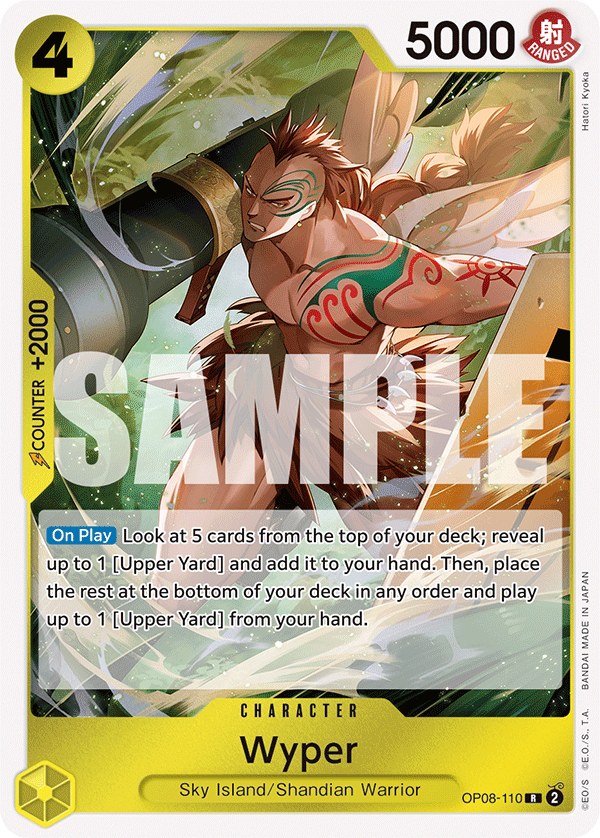 4
5000
射
RANGED
Hatori Kyoka
COUNTER +2000
SAMPLE
On Play Look at 5 cards from the top of your deck; reveal
up to 1 [Upper Yard] and add it to your hand. Then, place
the rest at the bottom of your deck in any order and play
up to 1 [Upper Yard] from your hand.
©E.O./S., T.A. BANDAI MADE IN JAPAN
©EO/S
CHARACTER
Wyper
Sky Island/Shandian Warrior
OP08-110 R 2